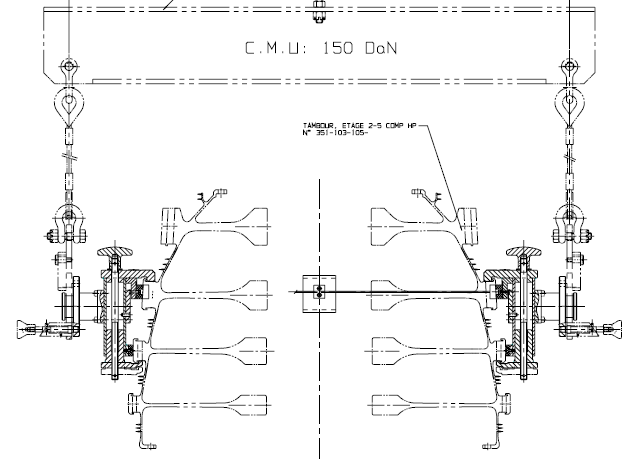 C.M.U: 150 DaN
TAMBOUR, ETAGE 2-5 COMP HP
N° 351-103-105-